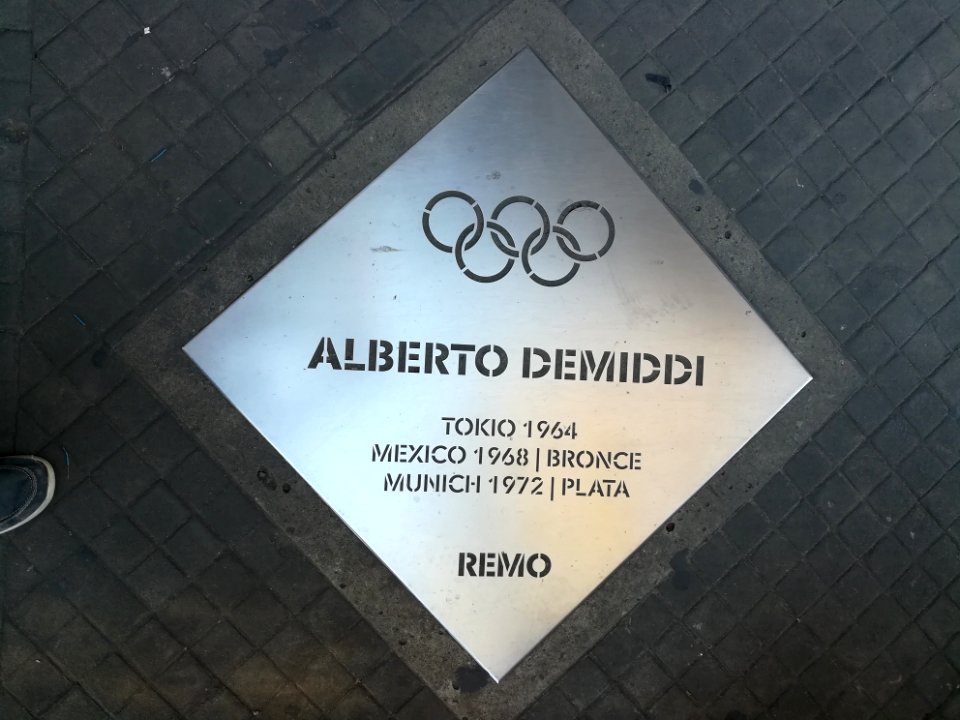 ALBERTO DEMIDDI
TOKIO 1964
MEXICO 1968 | BRONCE
MUNICH 1972 | PLATA
REMO